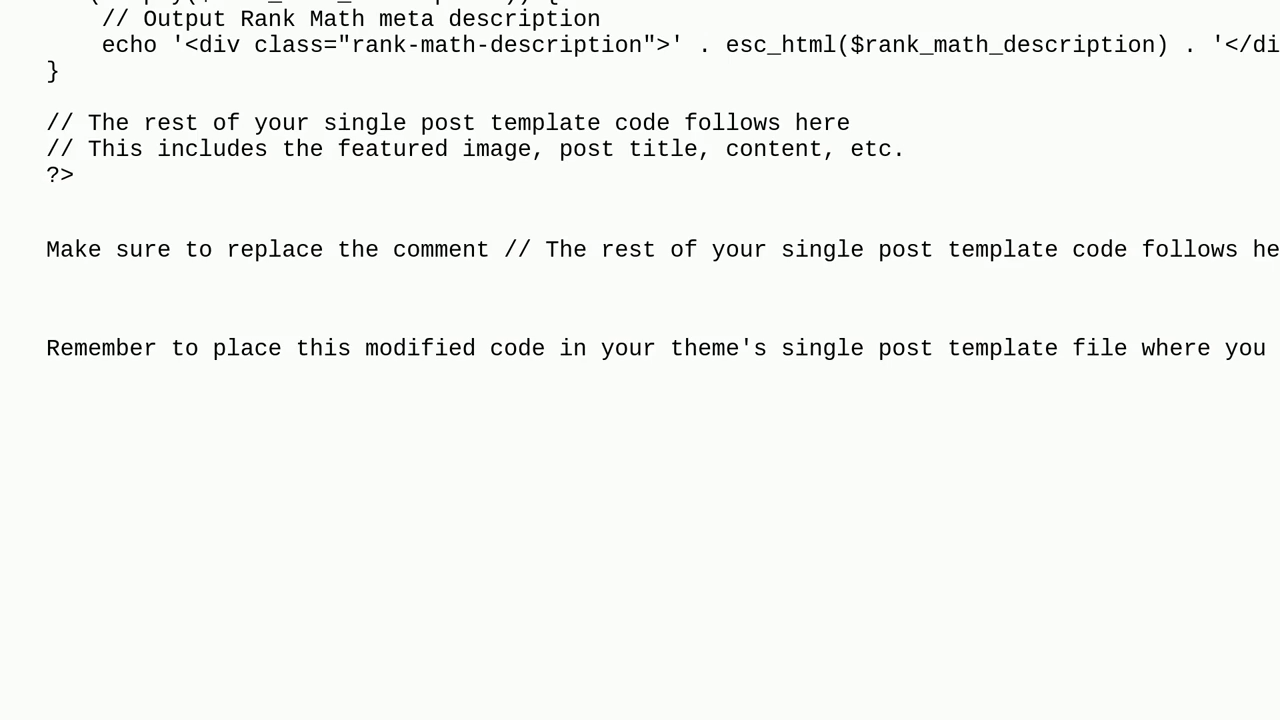 // Output Rank Math meta description
echo '<div class="rank-math-description">' . esc_html($rank_math_description) . '</di
}
// The rest of your single post template code follows here
// This includes the featured image, post title, content, etc.
?>
Make sure to replace the comment // The rest of your single post template code follows he
Remember to place this modified code in your theme's single post template file where you